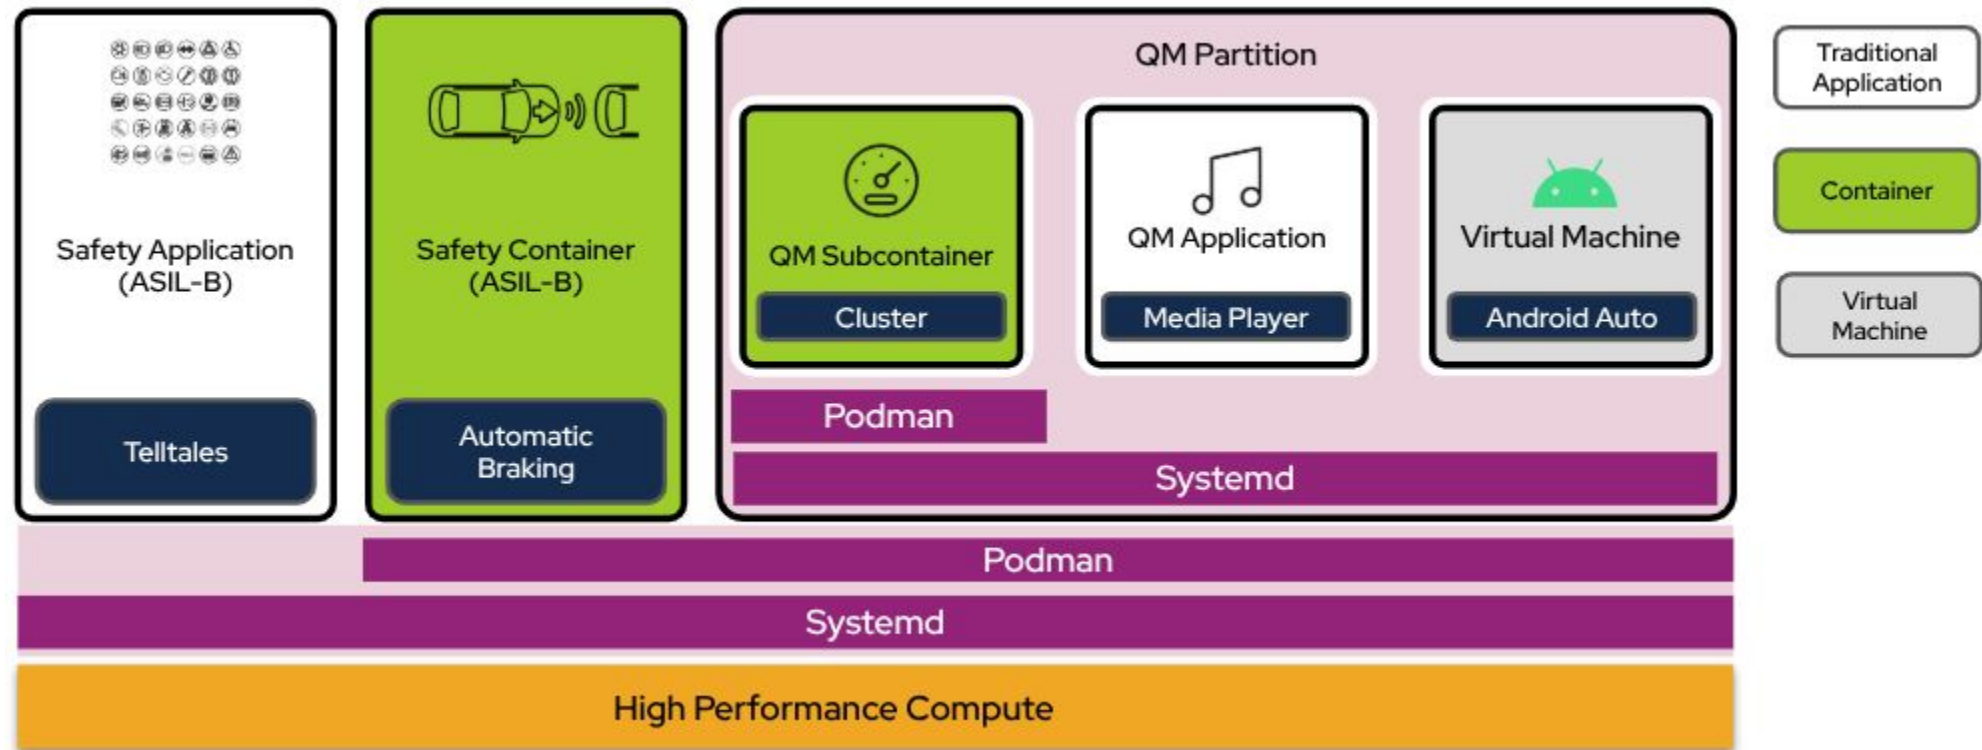 Safety Application
(ASIL-B)
Telltales
Safety Container
(ASIL-B)
Automatic
Braking
QM Partition
QM Subcontainer
Cluster
QM Application
Media Player
Virtual Machine
Android Auto
Podman
Systemd
Podman
Systemd
High Performance Compute
Traditional
Application
Container
Virtual
Machine